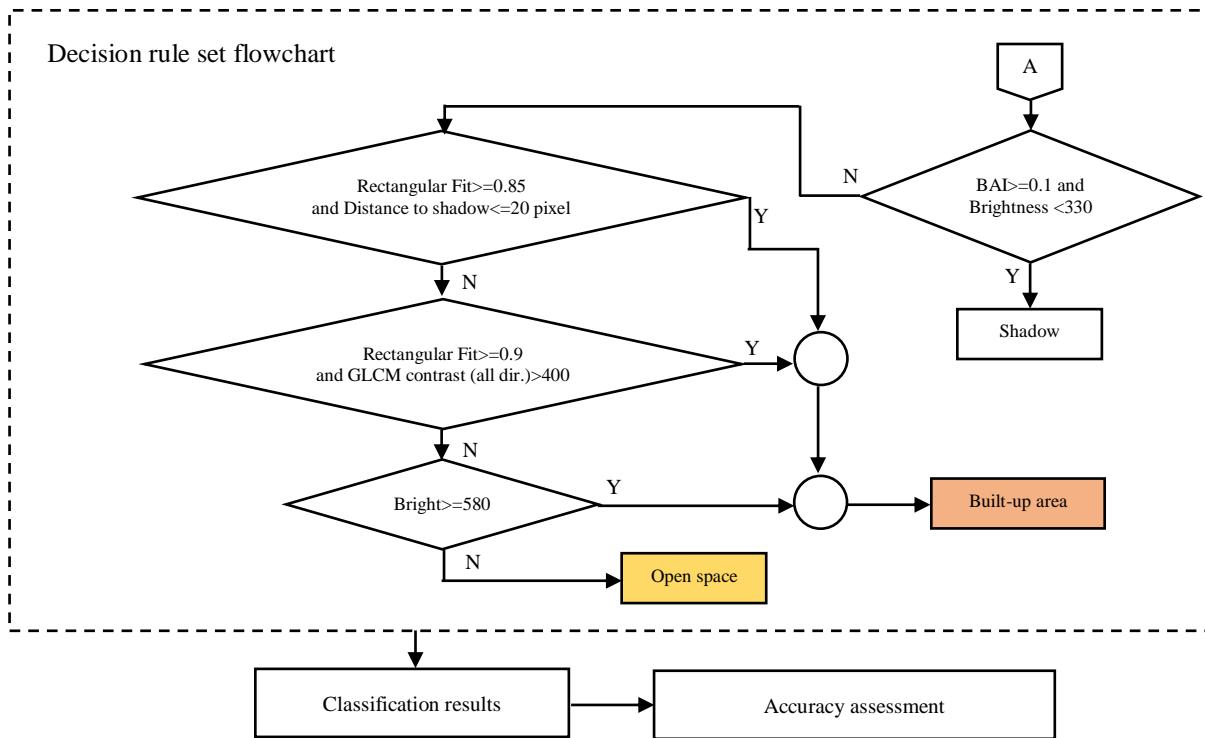 Decision rule set flowchart
A
BAI>=0.1 and
Brightness <330
N
Y
Shadow
Rectangular Fit>=0.85
and Distance to shadow<=20 pixel
Y
N
Rectangular Fit>=0.9
and GLCM contrast (all dir.)>400
Y
N
Bright>=580
Y
Built-up area
N
Open space
Classification results
Accuracy assessment